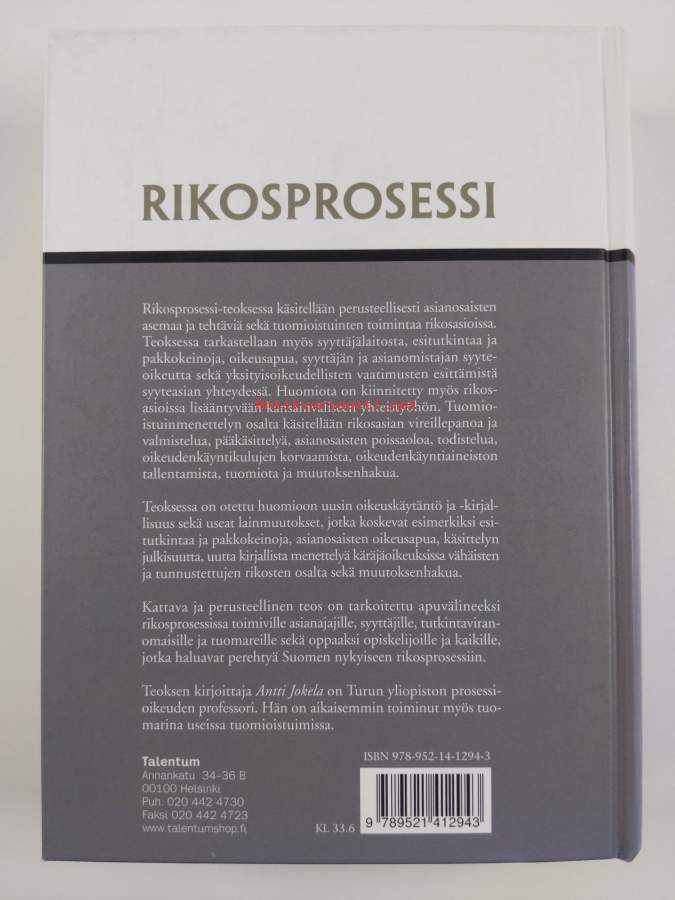 RIKOSPROSESSI
Rikosprosessi-teoksessa käsitellään perusteellisesti asianosaisten
asemaa ja tehtäviä sekä tuomioistuinten toimintaa rikosasioissa.
Teoksessa tarkastellaan myös syyttäjälaitosta, esitutkintaa ja
pakkokeinoja, oikeusapua, syyttäjän ja asianomistajan syyte-
oikeutta sekä yksityisoikeudellisten vaatimusten esittämistä
syyteasian yhteydessä. Huomiota on kiinnitetty myös rikos-
asioissa lisääntyvään kansainväliseen yhteistyöhön. Tuomio-
istuinmenettelyn osalta käsitellään rikosasian vireillepanoa ja
valmistelua, pääkäsittelyä, asianosaisten poissaoloa, todistelua,
oikeudenkäyntikulujen korvaamista, oikeudenkäyntiaineiston
tallentamista, tuomiota ja muutoksenhakua.
Teoksessa on otettu huomioon uusin oikeuskäytäntö ja -kirjal-
lisuus sekä useat lainmuutokset, jotka koskevat esimerkiksi esi-
tutkintaa ja pakkokeinoja, asianosaisten oikeusapua, käsittelyn
julkisuutta, uutta kirjallista menettelyä käräjäoikeuksissa vähäisten
ja tunnustettujen rikosten osalta sekä muutoksenhakua.
Kattava ja perusteellinen teos on tarkoitettu apuvälineeksi
rikosprosessissa toimiville asianajajille, syyttäjille, tutkintaviran-
omaisille ja tuomareille sekä oppaaksi opiskelijoille ja kaikille,
jotka haluavat perehtyä Suomen nykyiseen rikosprosessiin.
Teoksen kirjoittaja Antti Jokela on Turun yliopiston prosessi-
oikeuden professori. Hän on aikaisemmin toiminut myös tuo-
marina useissa tuomioistuimissa.
ISBN 978-952-14-1294-3
Talentum
Annankatu 34-36 B
00100 Helsinki
Puh. 020 442 4730
Faksi 020 442 4723
www.talentumshop.fi
KL 33.6
9 789521 412943